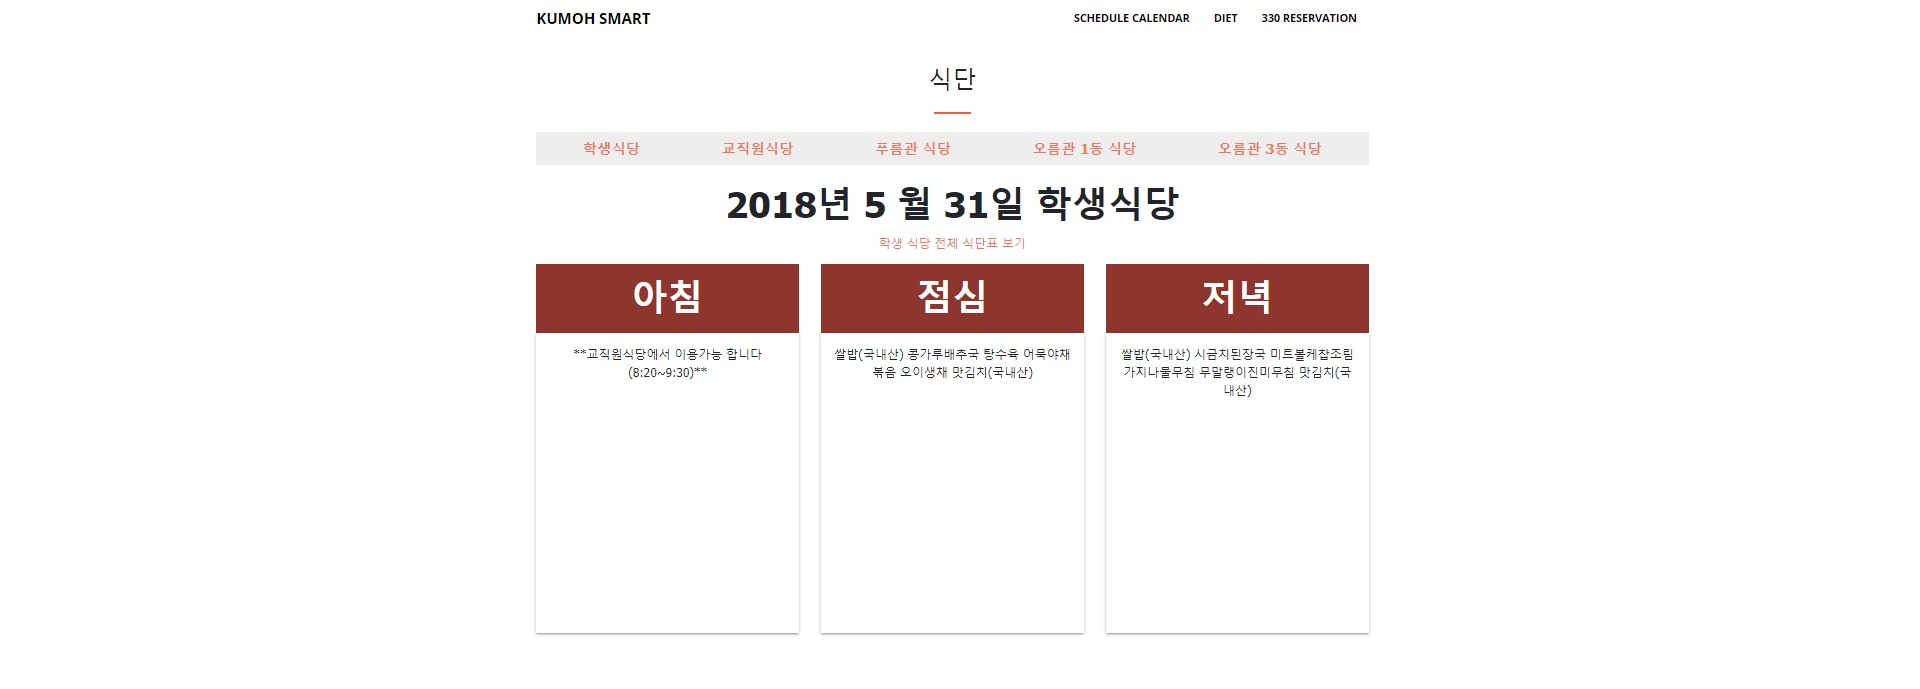 KUMOH SMART
SCHEDULE CALENDAR DIET 330 RESERVATION
식단
학생식당 교직원식당 푸름관 식당 오름관 1동 식당 오름관 3동 식당
2018년 5 월 31일 학생식당
학생 식당 전체 식단표 보기
아침
**교직원식당에서 이용가능 합니다
(8:20~9:30)**
점심
쌀밥(국내산) 콩가루배추국 탕수육 어묵야채
볶음 오이생채 맛김치(국내산)
저녁
쌀밥(국내산) 시금치된장국 미트볼케찹조림
가지나물무침 무말랭이진미무침 맛김치(국
내산)